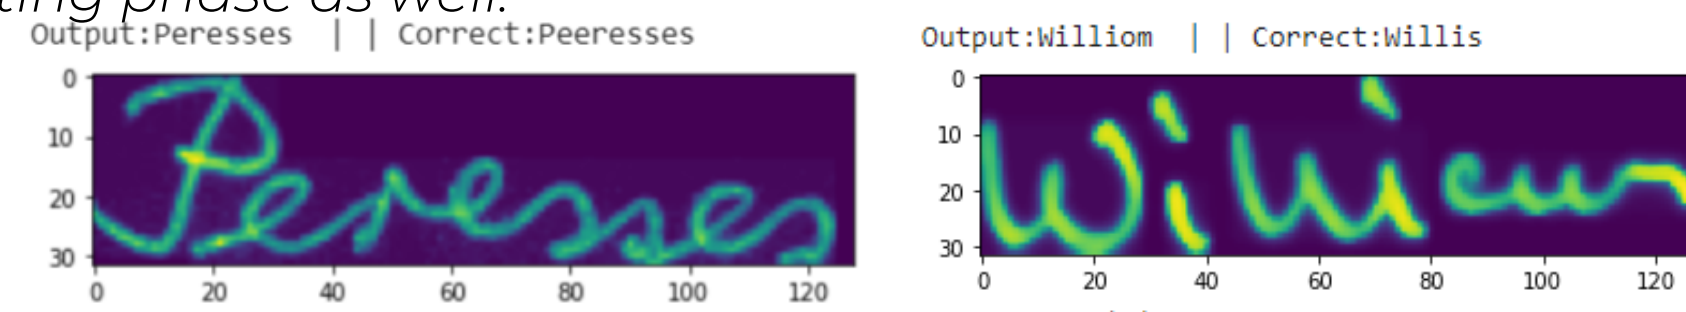 ting phase as well.
Output:Peresses | | Correct:Peeresses
Output:Williom | | Correct:Willis
0
10
20
30
Peresses
0 20 40 60 80 100 120
0
10
20
30
0 20 40 60 80 100 120